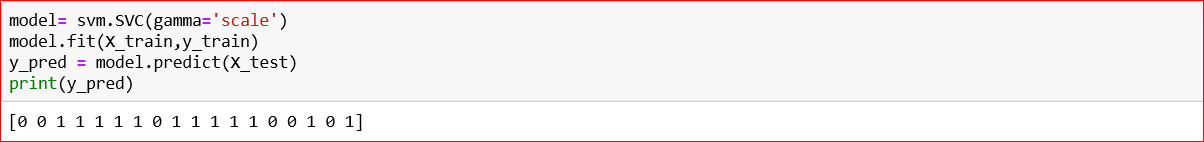 model= svm.SVC(gamma='scale')
model.fit(X_train,y_train)
y_pred = model.predict(X_test)
print(y_pred)
[0 0 1 1 1 1 1 0 1 1 1 1 1 0 0 1 0 1]